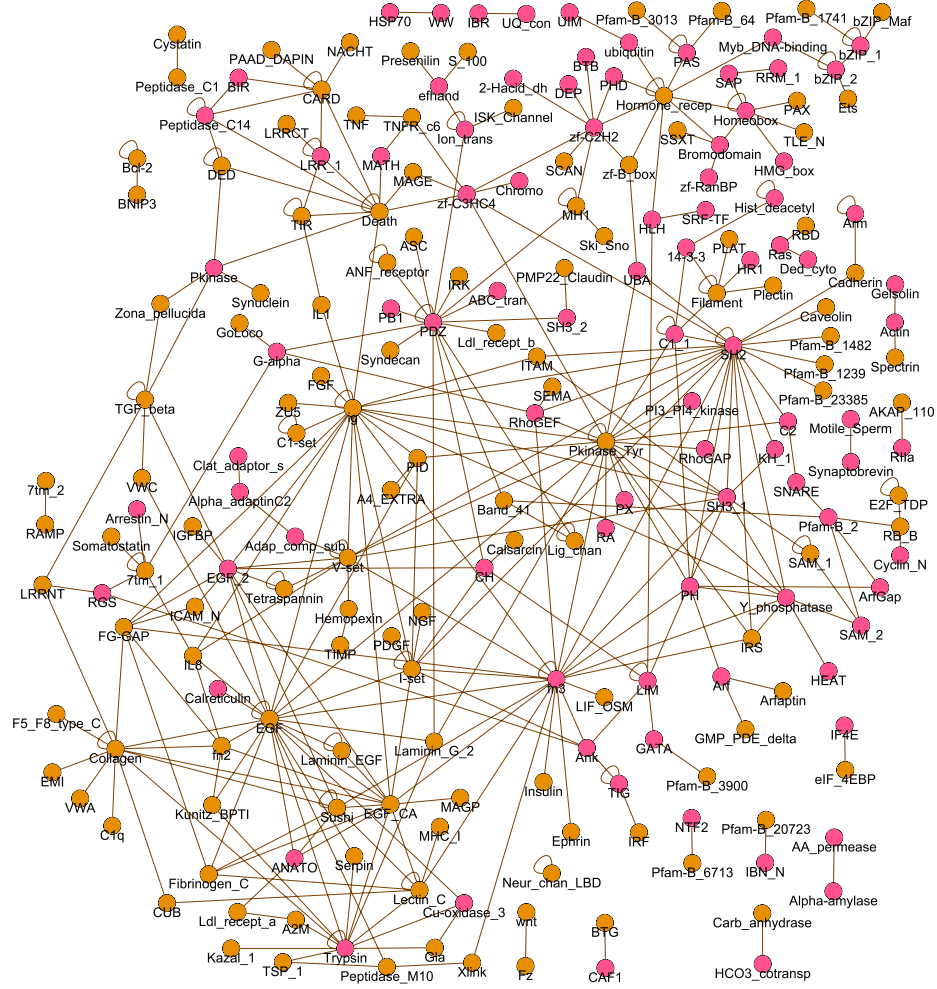 HSP70
WW
IBR
UQ_con
UIM
Pfam-B_3013
Pfam-B_64
Pfam-B_1741
bZIP_Maf
Cystatin
PAAD_DAPIN
NACHT
Presenilin
S_100
ubiquitin
PAS
Myb_DNA-binding
bZIP_1
Peptidase_C1
BIR
CARD
efhand
2-Hacid_dh
BTB
DEP
PHD
Hormone_recep
SAP
RRM_1
bZIP_2
Ets
Peptidase_C14
LRRCT
TNF
TNFR_c6
Ion_trans
ISK_Channel
zf-C2H2
SSXT
Homeobox
PAX
TLE_N
Bcl-2
DED
LRR_1
MATH
MAGE
SCAN
zf-B_box
Bromodomain
HMG_box
BNIP3
zf-C3HC4
Chromo
zf-RanBP
TIR
Death
MH1
HLH
SRF-TF
Hist_deacetyl
Arm
ASC
Ski_Sno
14-3-3
PLAT
RBD
Ras
Pkinase
ANF_receptor
IRK
PMP22_Claudin
UBA
HR1
Ded_cyto
Cadherin
Zona_pellucida
Synuclein
IL1
PB1
ABC_tran
Filament
Plectin
Gelsolin
GoLoco
PDZ
SH3_2
Caveolin
Actin
G-alpha
Syndecan
Ldl_recept_b
C1_1
SH2
Pfam-B_1482
ITAM
Pfam-B_1239
Spectrin
TGF_beta
FGF
SEMA
Pfam-B_23385
ZU5
Ig
RhoGEF
PI3_PI4_kinase
C2
AKAP_110
C1-set
Pkinase_Tyr
Motile_Sperm
Clat_adaptor_s
PID
RhoGAP
KH_1
RIIa
Synaptobrevin
7tm_2
VWC
Alpha_adaptinC2
A4_EXTRA
Band_41
PX
SH3_1
SNARE
E2F_TDP
RAMP
Arrestin_N
IGFBP
RA
Pfam-B_2
RB_B
Somatostatin
Adap_comp_sub
Calsarcin
Lig_chan
SAM_1
Cyclin_N
7tm_1
EGF_2
V-set
CH
LRRNT
RGS
Tetraspannin
PH
Y_phosphatase
ArfGap
ICAM_N
Hemopexin
NGF
FG-GAP
TIMP
PDGF
IRS
SAM_2
IL8
I-set
Calreticulin
In3
LIF_OSM
LIM
Arf
Arfaptin
HEAT
F5_F8_type_C
EGF
GMP_PDE_delta
IF4E
Collagen
fn2
Laminin_EGF
Laminin_G_2
Ank
GATA
EMI
TIG
Pfam-B_3900
eIF_4EBP
VWA
Insulin
C1q
Kunitz_BPTI
Sushi
EGF_CA
MAGP
MHC_I
Ephrin
IRF
NTF2
Pfam-B_20723
AA_permease
ANATO
Serpin
Pfam-B_6713
IBN_N
Fibrinogen_C
Neur_chan_LBD
Lectin_C
CUB
Ldl_recept_a
A2M
Cu-oxidase_3
wnt
BTG
Alpha-amylase
Carb_anhydrase
Kazal_1
Trypsin
Gla
TSP_1
Peptidase_M10
Xlink
Fz
CAF1
HCO3_cotransp